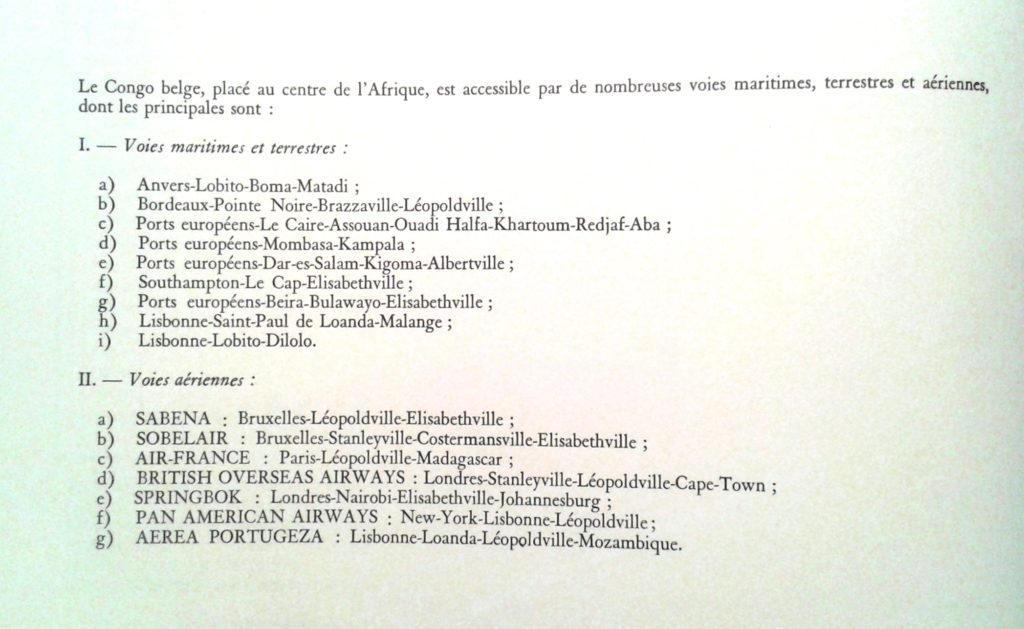 Le Congo belge, placé au centre de l'Afrique, est accessible par de nombreuses voies maritimes, terrestres et aériennes,
dont les principales sont :
I. — Voies maritimes et terrestres :
a) Anvers-Lobito-Boma-Matadi ;
b) Bordeaux-Pointe Noire-Brazzaville-Léopoldville ;
c) Ports européens-Le Caire-Assouan-Ouadi Halfa-Khartoum-Redjaf-Aba ;
d) Ports européens-Mombasa-Kampala ;
e) Ports européens-Dar-es-Salam-Kigoma-Albertville ;
f) Southampton-Le Cap-Elisabethville ;
g) Ports européens-Beira-Bulawayo-Elisabethville ;
h) Lisbonne-Saint-Paul de Loanda-Malange ;
i) Lisbonne-Lobito-Dilolo.
II. — Voies aériennes :
a) SABENA : Bruxelles-Léopoldville-Elisabethville ;
b) SOBELAIR : Bruxelles-Stanleyville-Costermansville-Elisabethville ;
c) AIR-FRANCE : Paris-Léopoldville-Madagascar ;
d) BRITISH OVERSEAS AIRWAYS : Londres-Stanleyville-Léopoldville-Cape-Town ;
e) SPRINGBOK : Londres-Nairobi-Elisabethville-Johannesburg ;
f) PAN AMERICAN AIRWAYS : New-York-Lisbonne-Léopoldville ;
g) AEREA PORTUGEZA : Lisbonne-Loanda-Léopoldville-Mozambique.